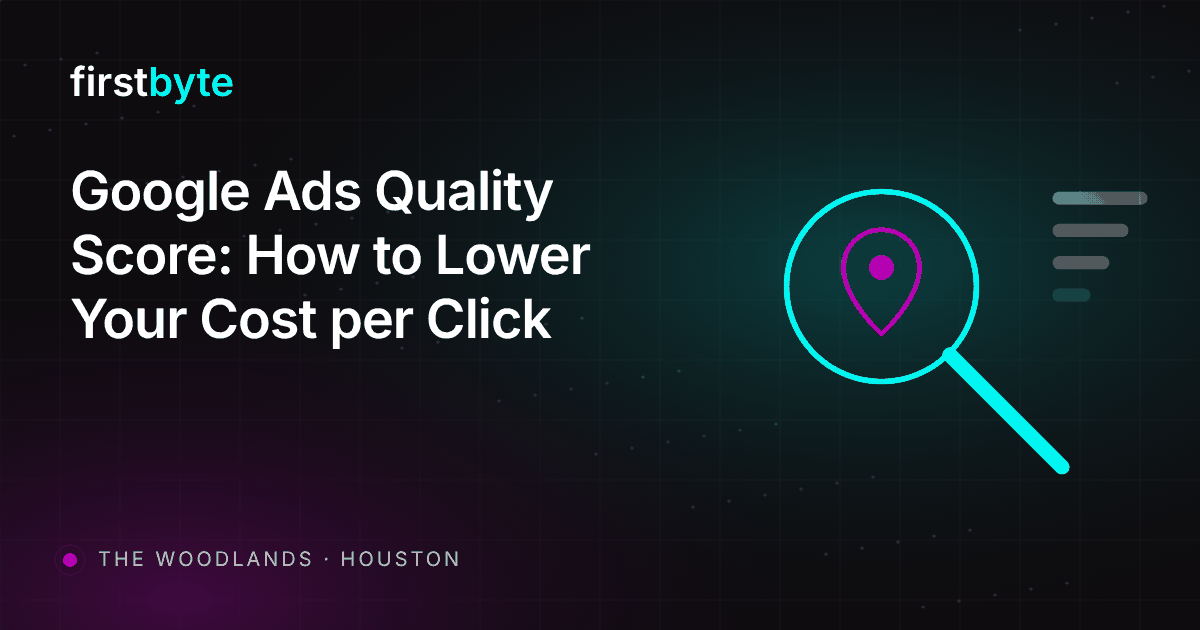 firstbyte
Google Ads Quality
Score: How to Lower
Your Cost per Click
THE WOODLANDS · HOUSTON